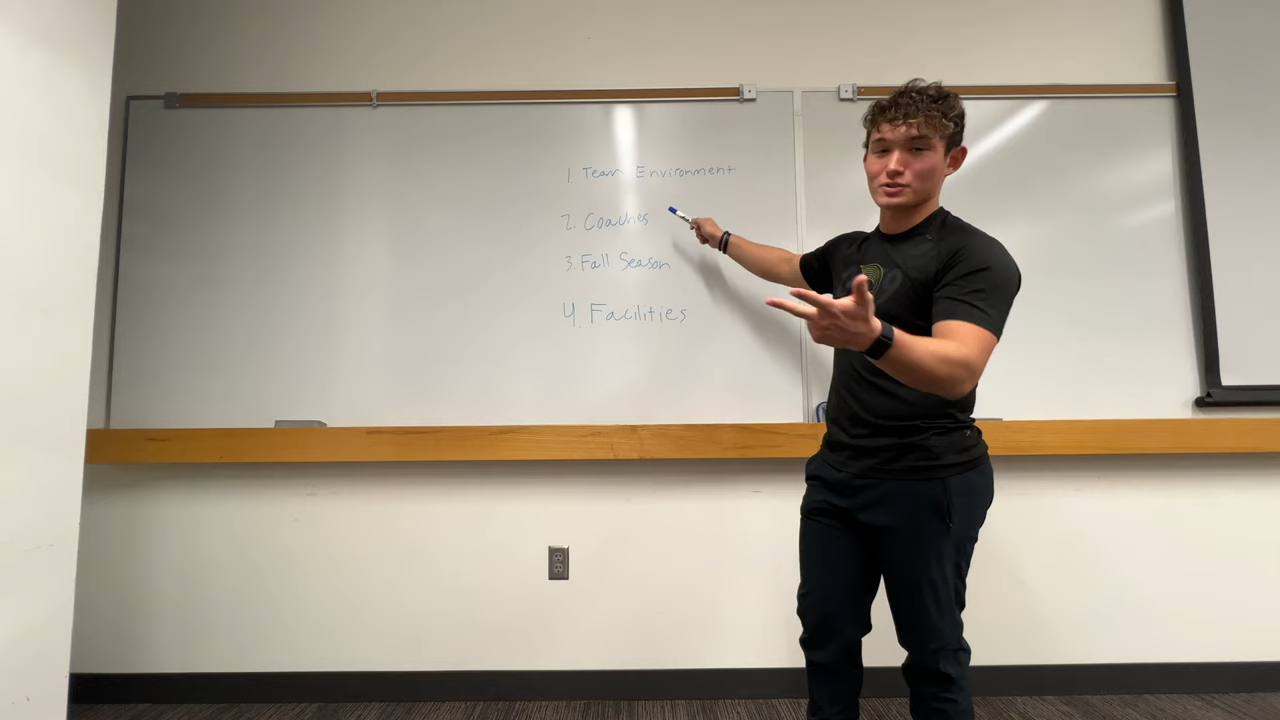 1. Team Environment
2. Coaches
3. Fall Season
4. Facilities